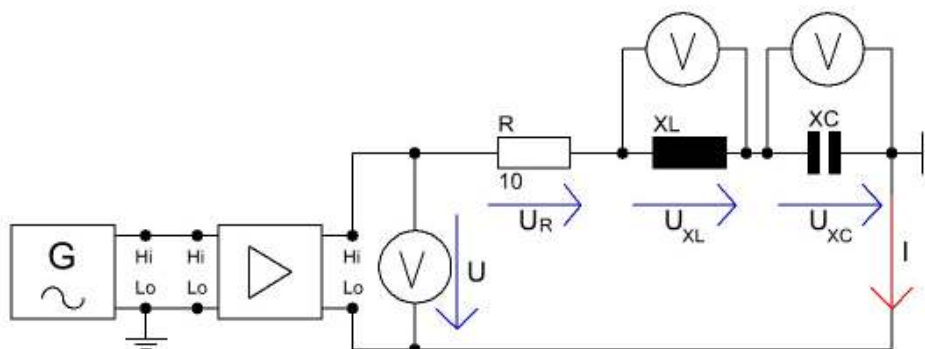 V V
R XL XC
10
UR UXL UXC
G Hi Hi Hi V U I
Lo Lo Lo